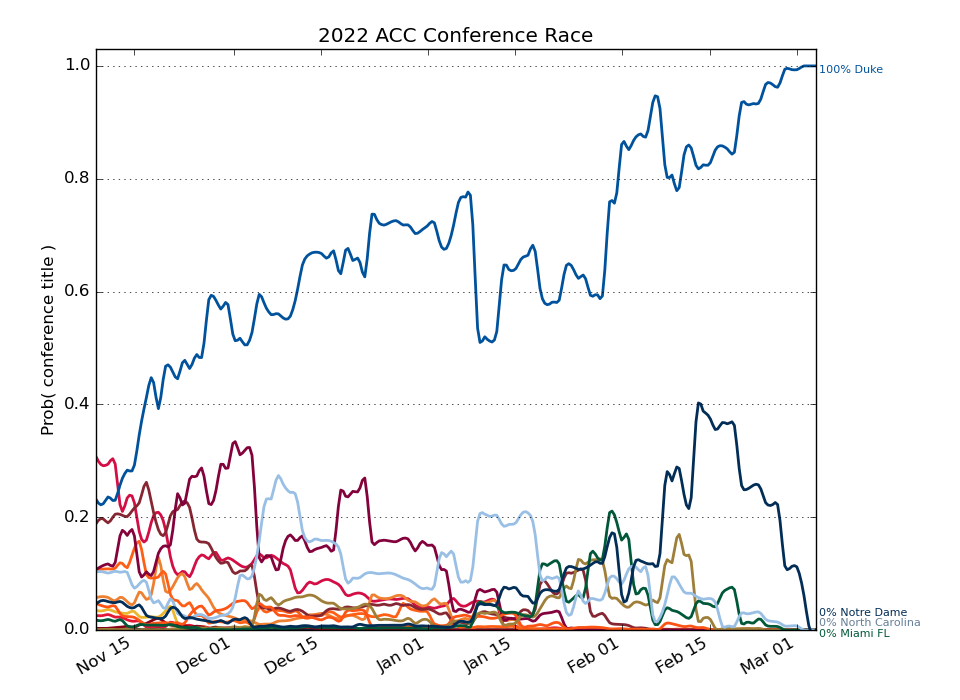 2022 ACC Conference Race
Prob( conference title )
1.0
0.8
0.6
0.4
0.2
0.0
Nov 15
Dec 01
Dec 15
Jan 01
Jan 15
Feb 01
Feb 15
Mar 01
100% Duke
0% Notre Dame
0% North Carolina
0% Miami FL